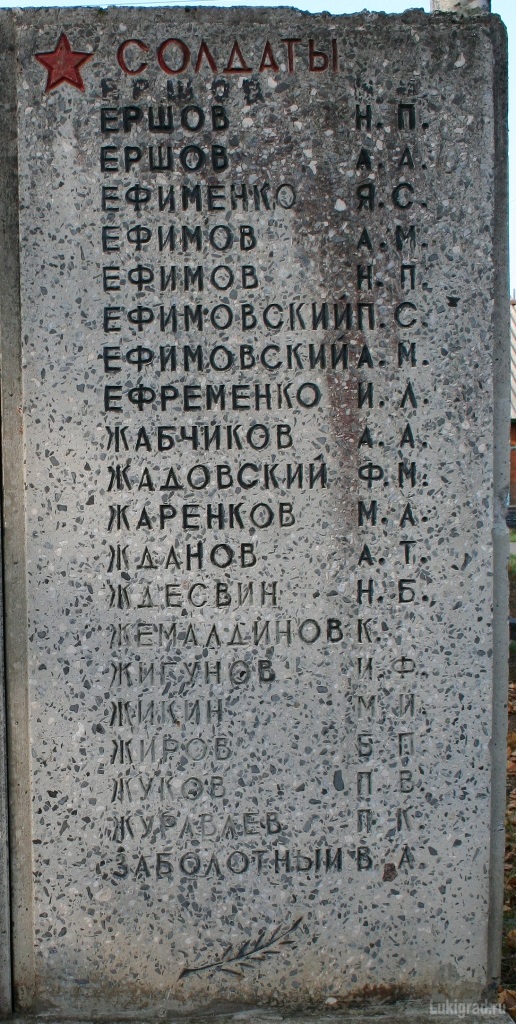 СОЛДАТЫ
ЕРШОВ
ЕРШОВ Н. П.
ЕРШОВ А. А.
ЕФИМЕНКО Я. С.
ЕФИМОВ А. М.
ЕФИМОВ Н. П.
ЕФИМОВСКИЙ П. С.
ЕФИМОВСКИЙ А. М.
ЕФРЕМЕНКО И. Л.
ЖАБЧИКОВ А. А.
ЖАДОВСКИЙ Ф. М.
ЖАРЕНКОВ М. А.
ЖДАНОВ А. Т.
ЖДЕСВИН Н. Б.
ЖЕМАЛДИНОВ К.
ЖИГУНОВ И. Ф
ЖИКИН М И
ЖИРОВ Б П
ЖУКОВ П. В
ЖУРАВЛЕВ П К
ЗАБОЛОТНЫЙ В. А
Lukigrad.ru